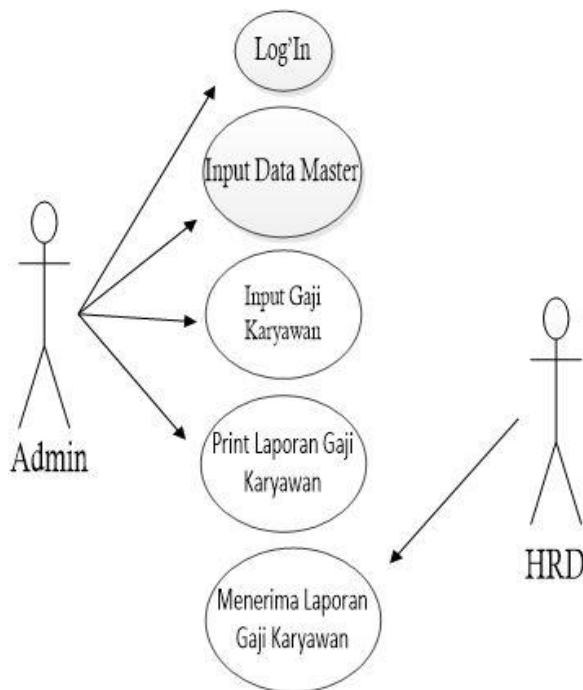 Log'In
Input Data Master
Input Gaji
Karyawan
Admin
Print Laporan Gaji
Karyawan
HRD
Menerima Laporan
Gaji Karyawan